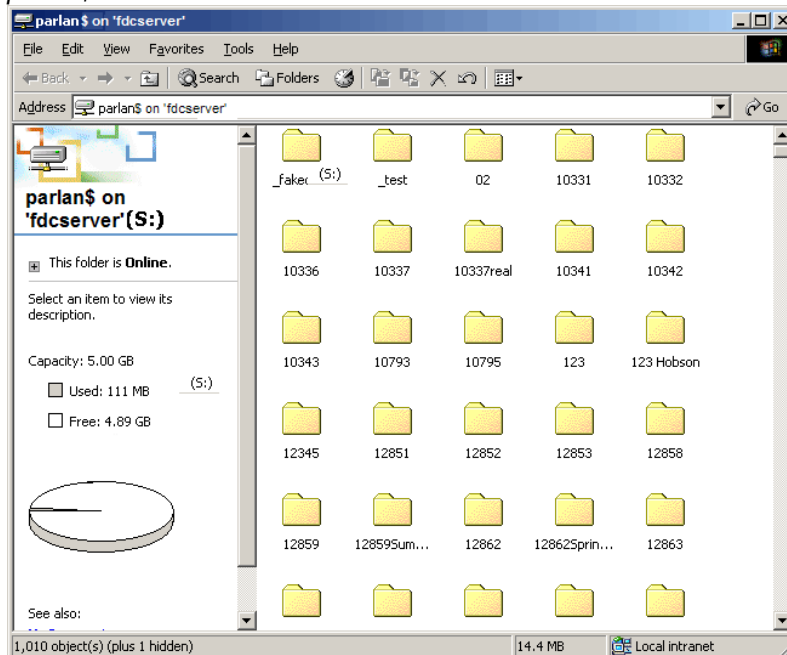 parlan$ on 'fdcserver'
File Edit View Favorites Tools Help
Back Search Folders
Address parlan$ on 'fdcserver' Go
parlan$ on
'fdcserver'(S:)
This folder is Online.
Select an item to view its
description.
Capacity: 5.00 GB
Used: 111 MB (S:)
Free: 4.89 GB
See also:
_faked (S:) _test 02 10331 10332
10336 10337 10337real 10341 10342
10343 10793 10795 123 123 Hobson
12345 12851 12852 12853 12858
12859 12859Sum... 12862 12862Sprin... 12863
1,010 object(s) (plus 1 hidden) 14.4 MB Local intranet